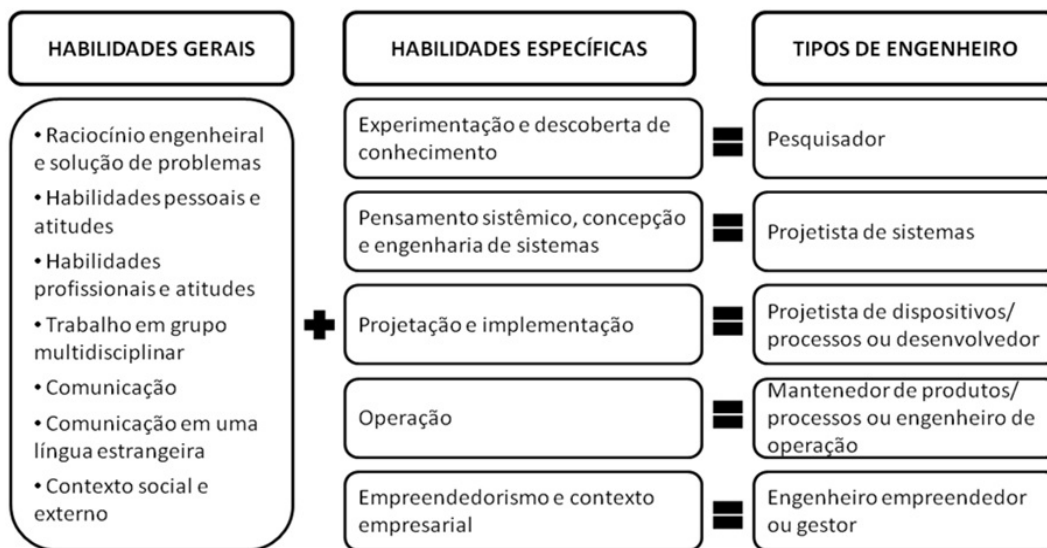 HABILIDADES GERAIS
HABILIDADES ESPECÍFICAS
TIPOS DE ENGENHEIRO
• Raciocínio engenheiral
e solução de problemas
• Habilidades pessoais e
atitudes
• Habilidades
profissionais e atitudes
• Trabalho em grupo
multidisciplinar
• Comunicação
• Comunicação em uma
língua estrangeira
• Contexto social e
externo
Experimentação e descoberta de
conhecimento
Pesquisador
Pensamento sistêmico, concepção
e engenharia de sistemas
Projetista de sistemas
Projetação e implementação
Projetista de dispositivos/
processos ou desenvolvedor
Operação
Mantenedor de produtos/
processos ou engenheiro de
operação
Empreendedorismo e contexto
empresarial
Engenheiro empreendedor
ou gestor